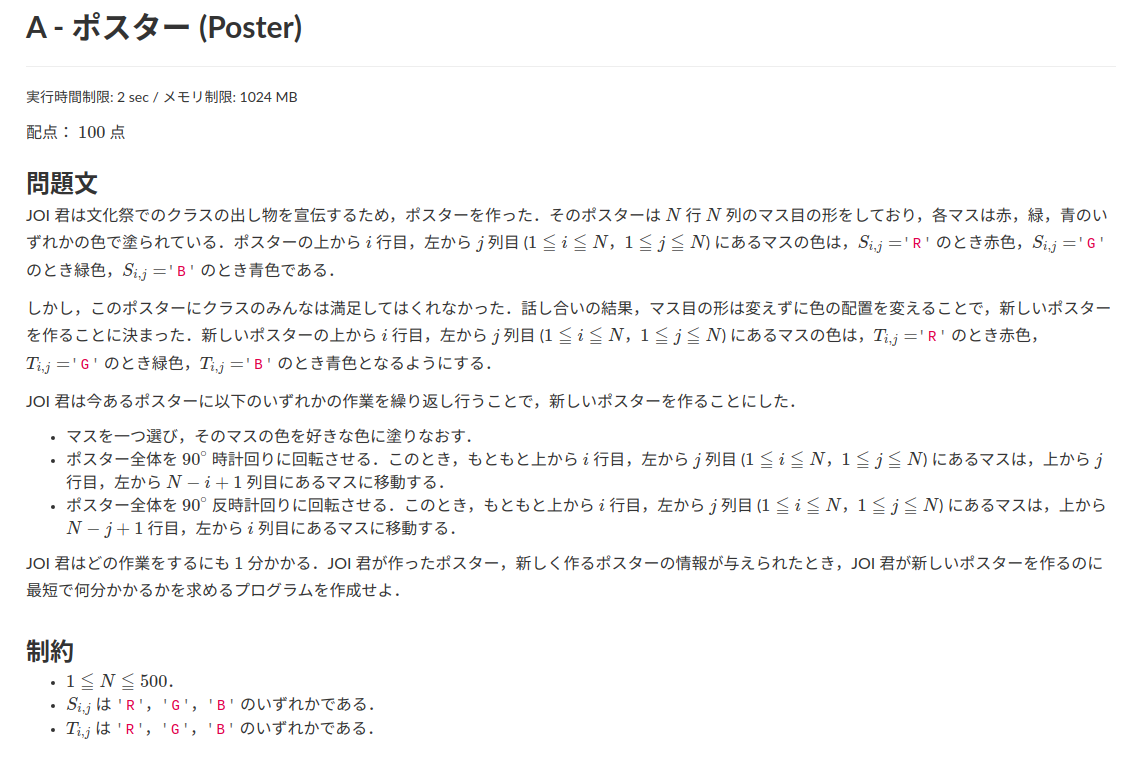 A - ポスター (Poster)
実行時間制限: 2 sec / メモリ制限: 1024 MB
配点： 100 点
問題文
JOI 君は文化祭でのクラスの出し物を宣伝するため，ポスターを作った．そのポスターは N 行 N 列のマス目の形をしており，各マスは赤，緑，青のい
ずれかの色で塗られている．ポスターの上から i 行目，左から j 列目 (1 ≦ i ≦ N，1 ≦ j ≦ N) にあるマスの色は，S_{i,j} ='R' のとき赤色，S_{i,j} ='G'
のとき緑色，S_{i,j} ='B' のとき青色である．
しかし，このポスターにクラスのみんなは満足してはくれなかった．話し合いの結果，マス目の形は変えずに色の配置を変えることで，新しいポスター
を作ることに決まった．新しいポスターの上から i 行目，左から j 列目 (1 ≦ i ≦ N，1 ≦ j ≦ N) にあるマスの色は，T_{i,j} ='R' のとき赤色，
T_{i,j} ='G' のとき緑色，T_{i,j} ='B' のとき青色となるようにする．
JOI 君は今あるポスターに以下のいずれかの作業を繰り返し行うことで，新しいポスターを作ることにした．
• マスを一つ選び，そのマスの色を好きな色に塗りなおす．
• ポスター全体を 90° 時計回りに回転させる．このとき，もともと上から i 行目，左から j 列目 (1 ≦ i ≦ N，1 ≦ j ≦ N) にあるマスは，上から j
行目，左から N − i + 1 列目にあるマスに移動する．
• ポスター全体を 90° 反時計回りに回転させる．このとき，もともと上から i 行目，左から j 列目 (1 ≦ i ≦ N，1 ≦ j ≦ N) にあるマスは，上から
N − j + 1 行目，左から i 列目にあるマスに移動する．
JOI 君はどの作業をするにも 1 分かかる．JOI 君が作ったポスター，新しく作るポスターの情報が与えられたとき，JOI 君が新しいポスターを作るのに
最短で何分かかるかを求めるプログラムを作成せよ．
制約
• 1 ≦ N ≦ 500．
• S_{i,j} は 'R'，'G'，'B' のいずれかである．
• T_{i,j} は 'R'，'G'，'B' のいずれかである．